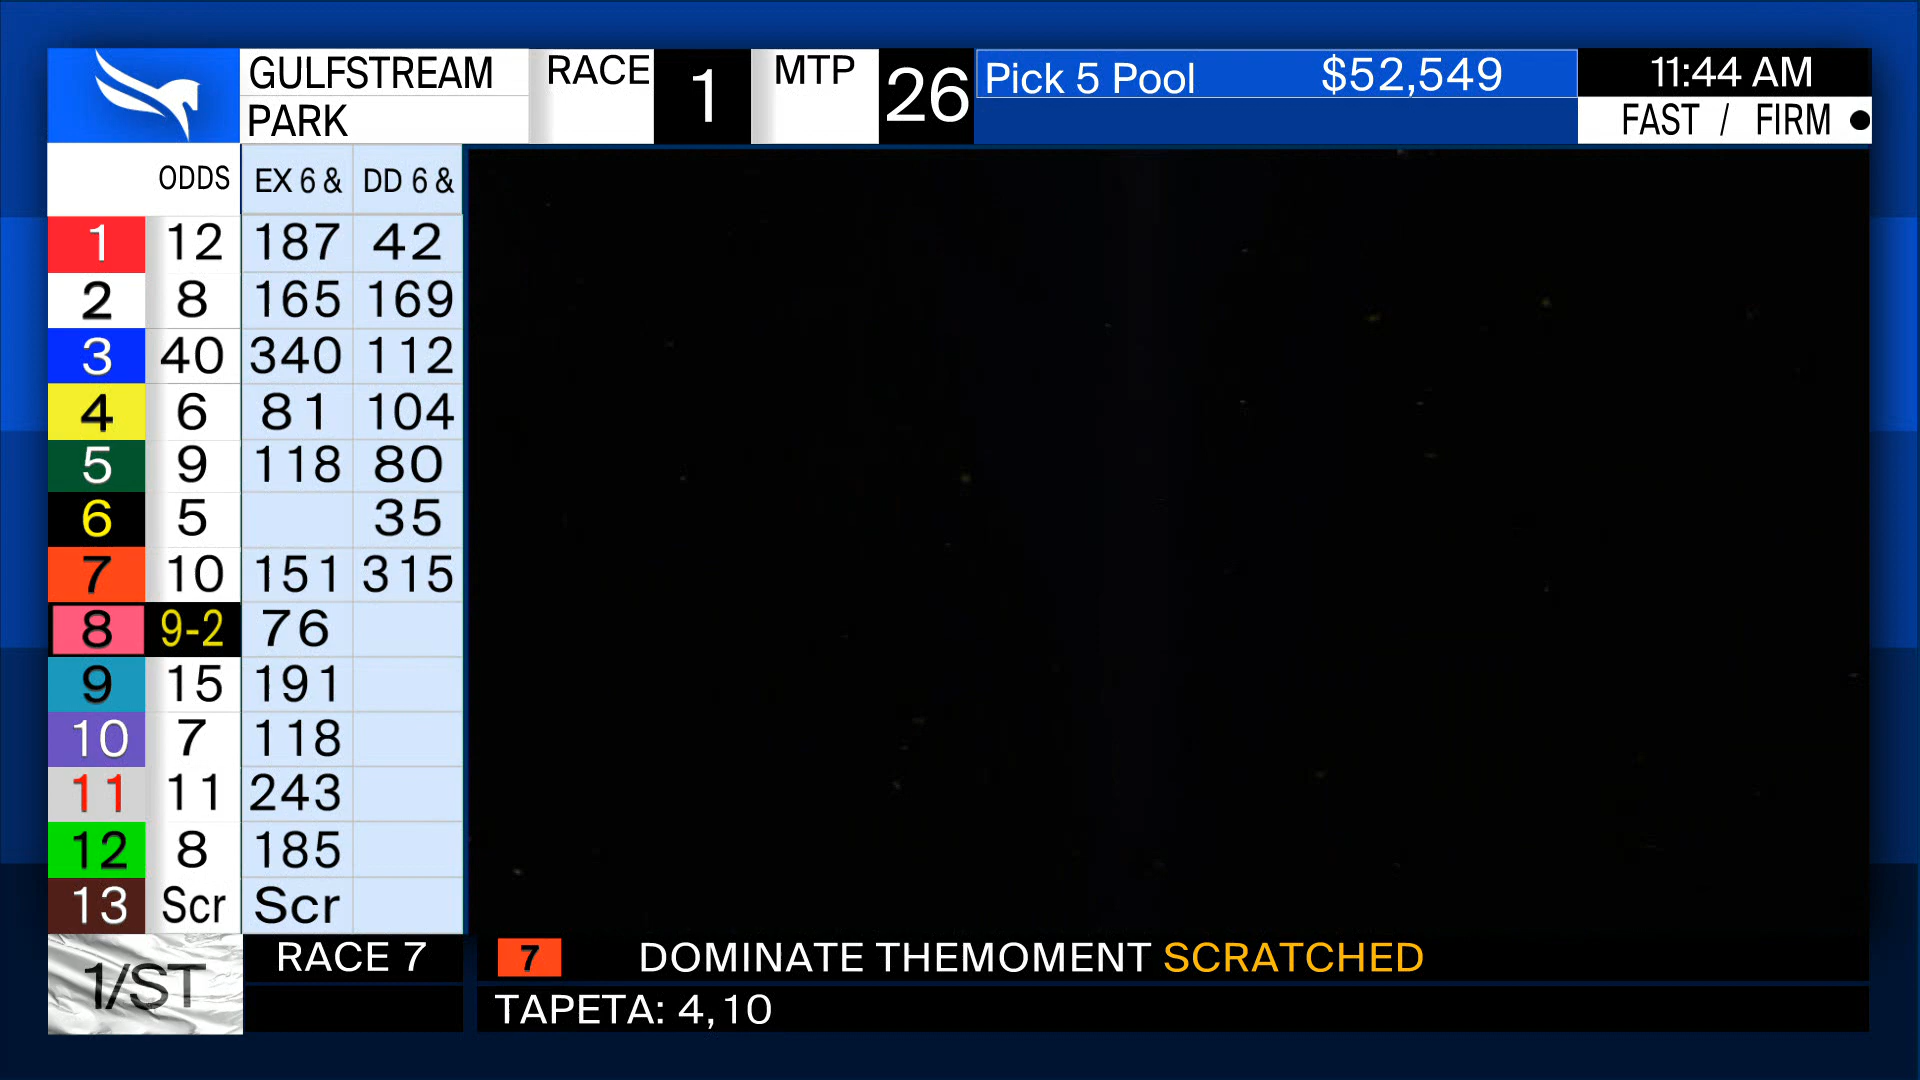 GULFSTREAM PARK RACE 1 MTP 26 Pick 5 Pool $52,549 11:44 AM
FAST / FIRM
ODDS EX 6 & DD 6 &
1 12 187 42
2 8 165 169
3 40 340 112
4 6 81 104
5 9 118 80
6 5 35
7 10 151 315
8 9-2 76
9 15 191
10 7 118
11 11 243
12 8 185
13 Scr Scr
1/ST RACE 7 7 DOMINATE THEMOMENT SCRATCHED
TAPETA: 4,10